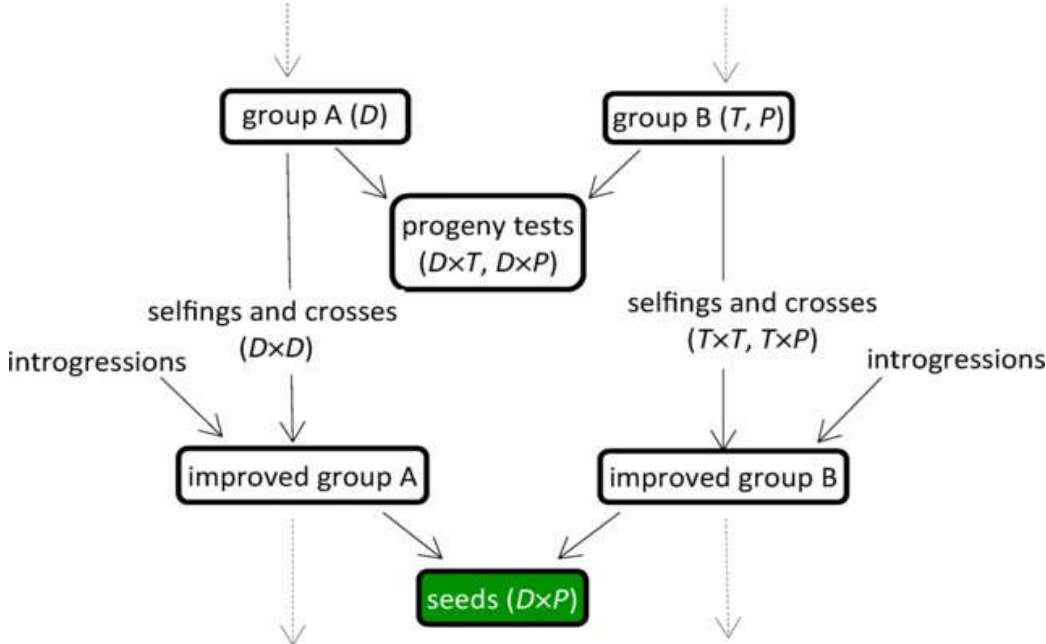 group A (D)
group B (T, P)
progeny tests
(D×T, D×P)
selfings and crosses
(D×D)
selfings and crosses
(T×T, T×P)
introgressions
introgressions
improved group A
improved group B
seeds (D×P)